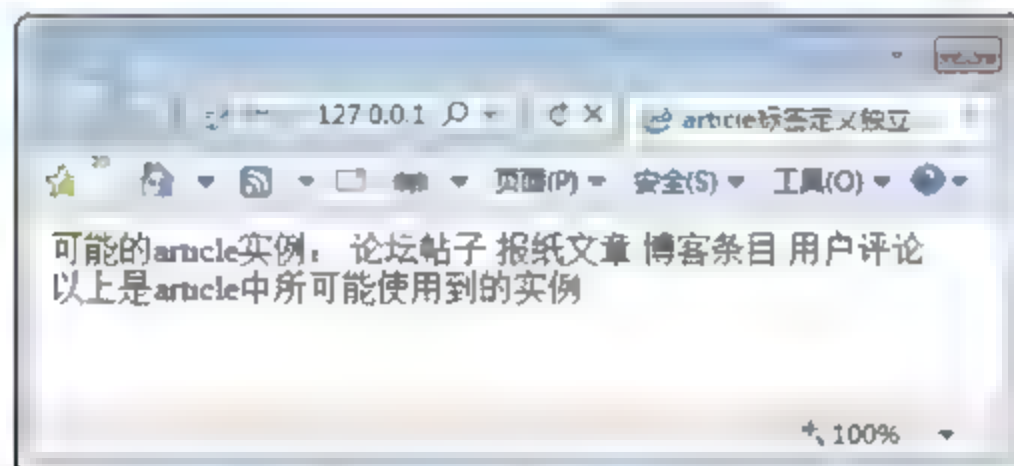 127.0.0.1
article标签定义独立
页面(P) 安全(S) 工具(O)
可能的article实例： 论坛帖子 报纸文章 博客条目 用户评论
以上是article中所可能使用到的实例
100%